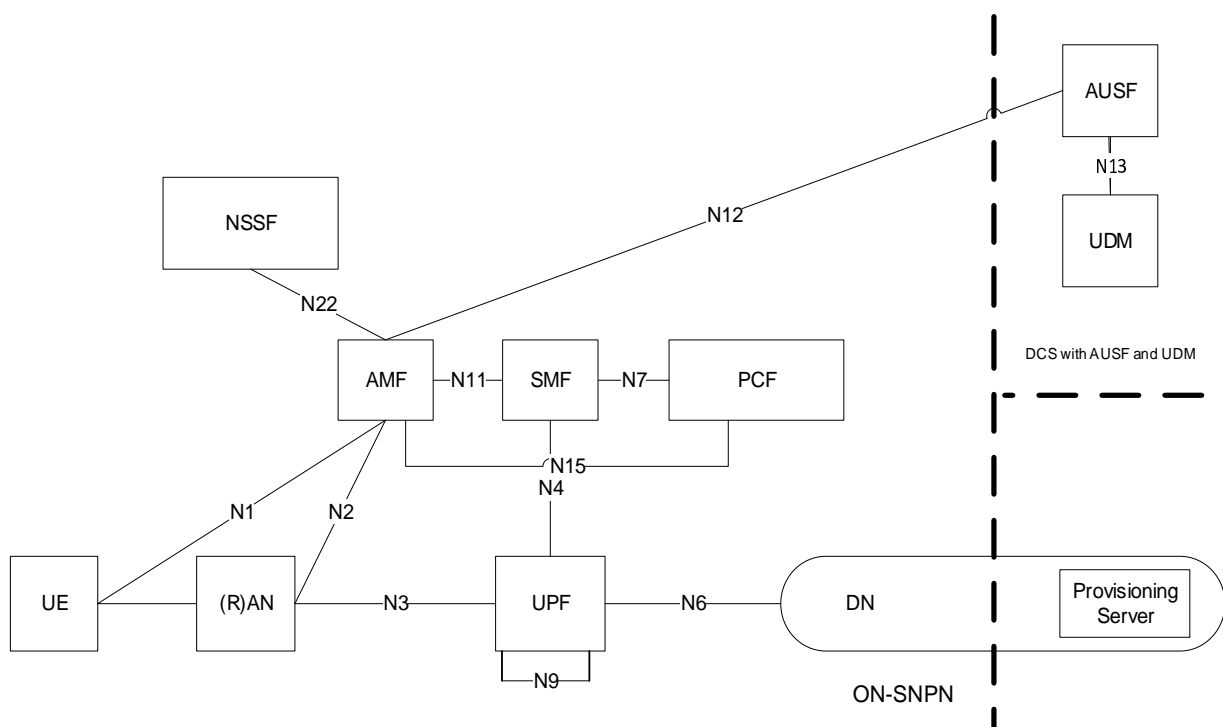 AUSF
N13
N12
NSSF
UDM
N22
DCS with AUSF and UDM
AMF
N11
SMF
N7
PCF
N15
N4
N1
N2
UE
(R)AN
N3
UPF
N6
DN
Provisioning
Server
N9
ON-SNPN